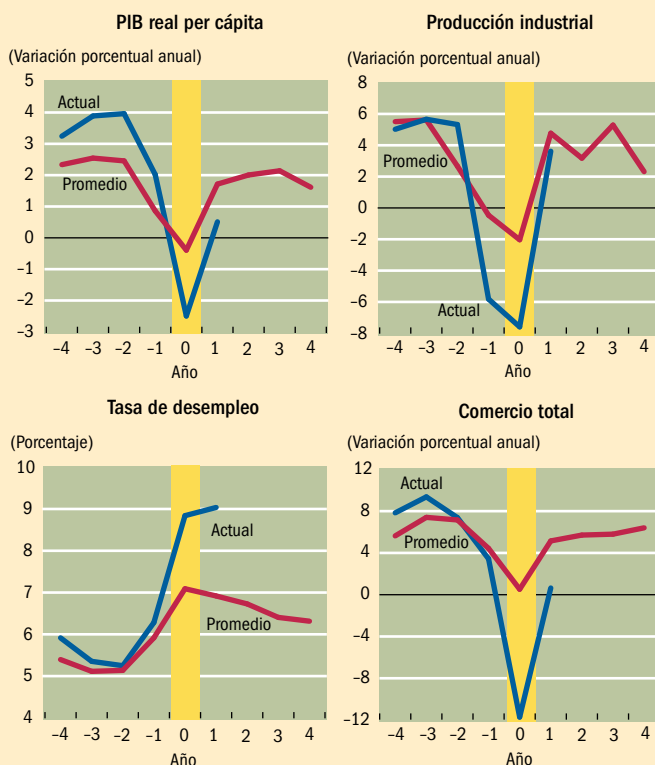 PIB real per cápita
(Variación porcentual anual)
5
4
3
2
1
0
–1
–2
–3
Actual
Promedio
–4 –3 –2 –1 0 1 2 3 4
Año
Producción industrial
(Variación porcentual anual)
8
6
4
2
0
–2
–4
–6
–8
Promedio
Actual
–4 –3 –2 –1 0 1 2 3 4
Año
Tasa de desempleo
(Porcentaje)
10
9
8
7
6
5
4
Actual
Promedio
–4 –3 –2 –1 0 1 2 3 4
Año
Comercio total
(Variación porcentual anual)
12
8
4
0
–4
–8
–12
Actual
Promedio
–4 –3 –2 –1 0 1 2 3 4
Año